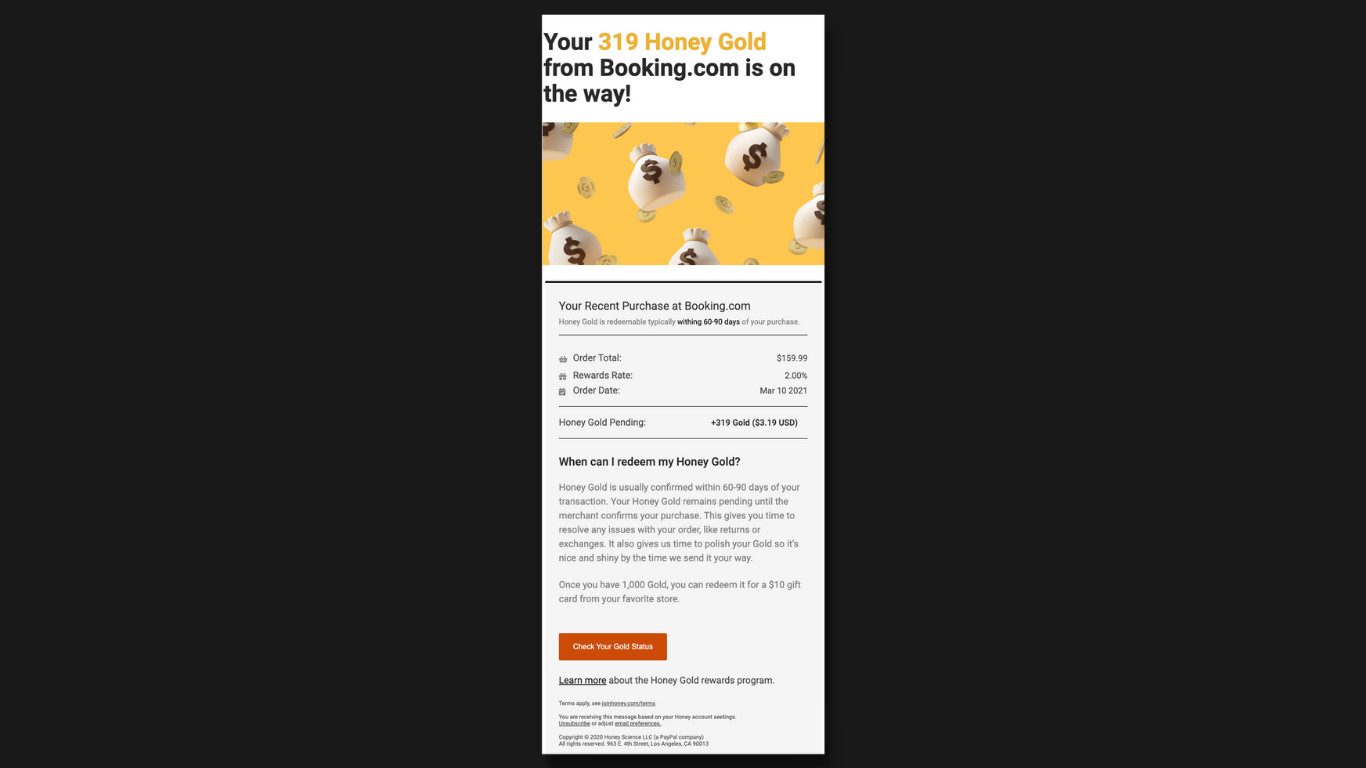 Your 319 Honey Gold
from Booking.com is on
the way!
$
$
$
$
$
Your Recent Purchase at Booking.com
Honey Gold is redeemable typically withing 60-90 days of your purchase.
Order Total: $159.99
Rewards Rate: 2.00%
Order Date: Mar 10 2021
Honey Gold Pending: +319 Gold ($3.19 USD)
When can I redeem my Honey Gold?
Honey Gold is usually confirmed within 60-90 days of your
transaction. Your Honey Gold remains pending until the
merchant confirms your purchase. This gives you time to
resolve any issues with your order, like returns or
exchanges. It also gives us time to polish your Gold so it's
nice and shiny by the time we send it your way.
Once you have 1,000 Gold, you can redeem it for a $10 gift
card from your favorite store.
Check Your Gold Status
Learn more about the Honey Gold rewards program.
Terms apply, see joinhoney.com/terms
You are receiving this message based on your Honey account seetings.
Unsubscribe or adjust email preferences.
Copyright © 2020 Honey Science LLC (a PayPal company)
All rights reserved. 963 E. 4th Street, Los Angeles, CA 90013